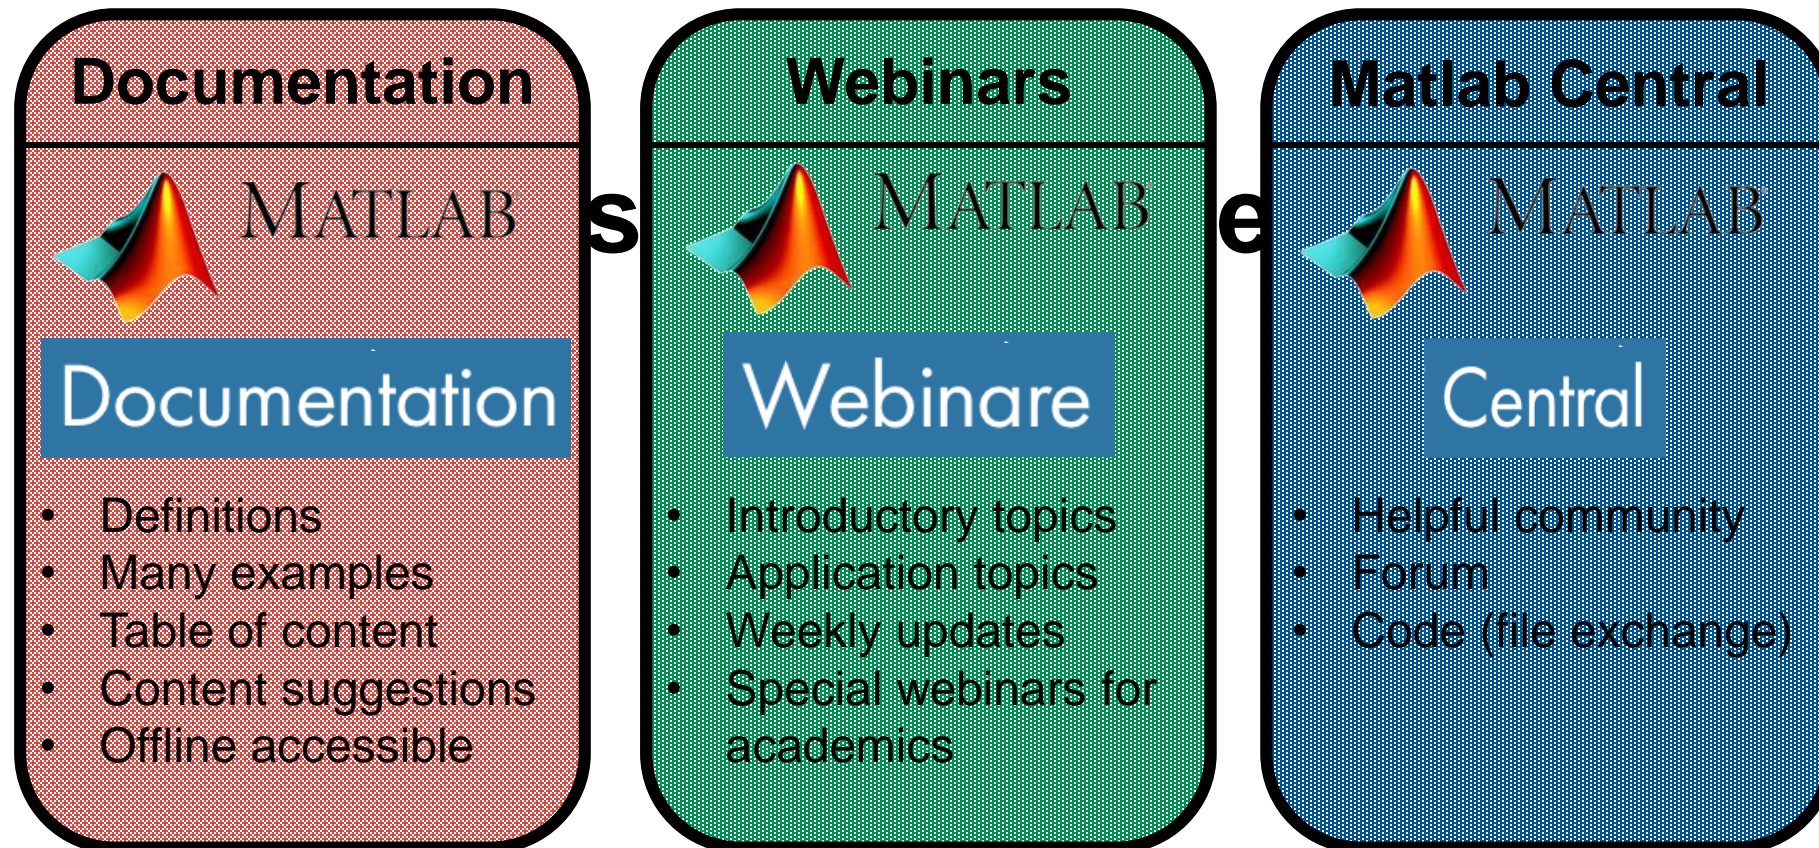 Documentation
MATLAB
Documentation
• Definitions
• Many examples
• Table of content
• Content suggestions
• Offline accessible
Webinars
MATLAB
Webinare
• Introductory topics
• Application topics
• Weekly updates
• Special webinars for
academics
Matlab Central
MATLAB
Central
• Helpful community
• Forum
• Code (file exchange)